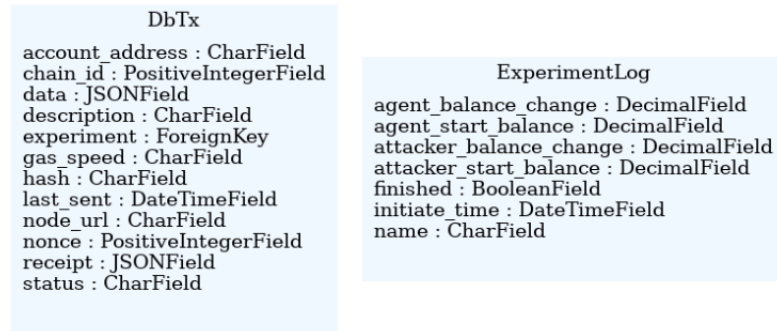 DbTx
account_address : CharField
chain_id : PositiveIntegerField
data : JSONField
description : CharField
experiment : ForeignKey
gas_speed : CharField
hash : CharField
last_sent : DateTimeField
node_url : CharField
nonce : PositiveIntegerField
receipt : JSONField
status : CharField
ExperimentLog
agent_balance_change : DecimalField
agent_start_balance : DecimalField
attacker_balance_change : DecimalField
attacker_start_balance : DecimalField
finished : BooleanField
initiate_time : DateTimeField
name : CharField